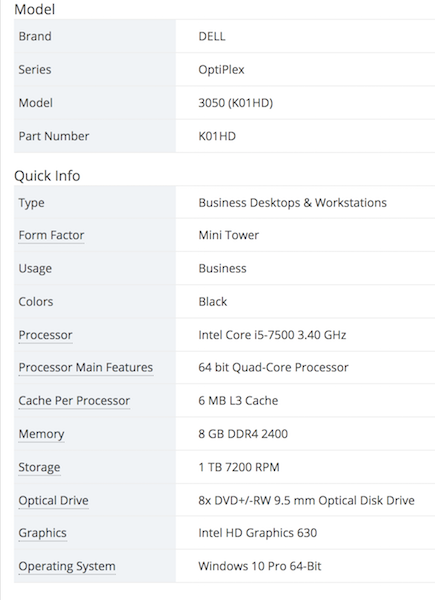 Model
Brand DELL
Series OptiPlex
Model 3050 (K01HD)
Part Number K01HD
Quick Info
Type Business Desktops & Workstations
Form Factor Mini Tower
Usage Business
Colors Black
Processor Intel Core i5-7500 3.40 GHz
Processor Main Features 64 bit Quad-Core Processor
Cache Per Processor 6 MB L3 Cache
Memory 8 GB DDR4 2400
Storage 1 TB 7200 RPM
Optical Drive 8x DVD+/-RW 9.5 mm Optical Disk Drive
Graphics Intel HD Graphics 630
Operating System Windows 10 Pro 64-Bit